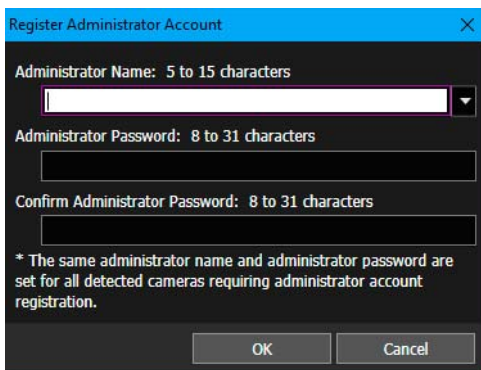 Register Administrator Account
Administrator Name: 5 to 15 characters
Administrator Password: 8 to 31 characters
Confirm Administrator Password: 8 to 31 characters
* The same administrator name and administrator password are
set for all detected cameras requiring administrator account
registration.
OK Cancel